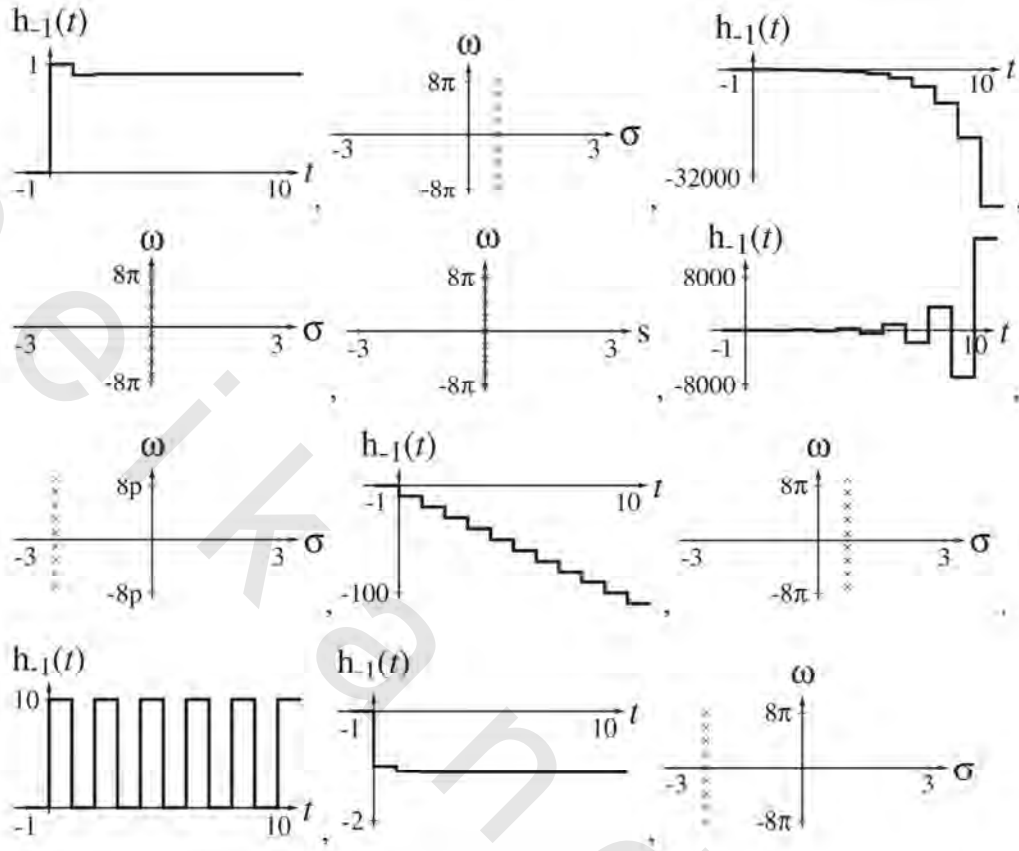 h₋₁(t) ω h₋₁(t)
1 8π -1 10 t
-3 3 σ
-1 10 t , -8π , -32000 ,
ω ω h₋₁(t)
8π 8π 8000
-3 3 σ -3 3 s -1 10 t
-8π , -8π , -8000 ,
ω h₋₁(t) ω
8p -1 10 t 8π
-3 3 σ -3 3 σ
-8p , -100 , -8π .
h₋₁(t) h₋₁(t) ω
10 -1 10 t 8π
-3 3 σ
-1 10 t , -2 , -8π